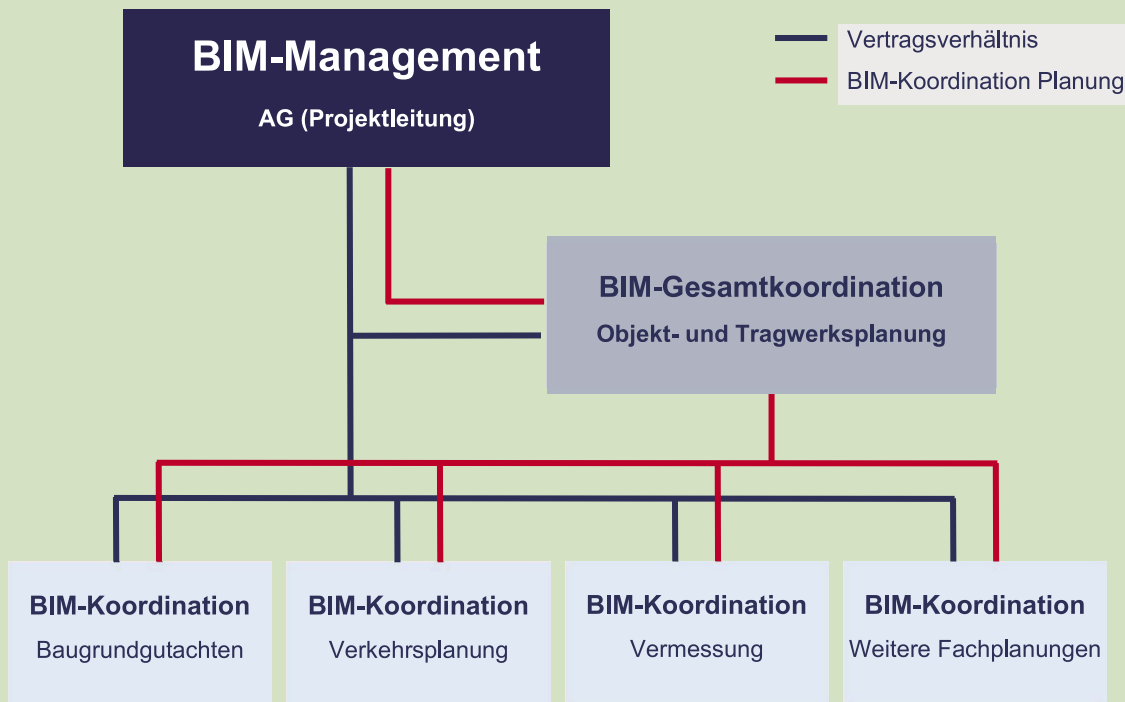 BIM-Management
AG (Projektleitung)
Vertragsverhältnis
BIM-Koordination Planung
BIM-Gesamtkoordination
Objekt- und Tragwerksplanung
BIM-Koordination
Baugrundgutachten
BIM-Koordination
Verkehrsplanung
BIM-Koordination
Vermessung
BIM-Koordination
Weitere Fachplanungen